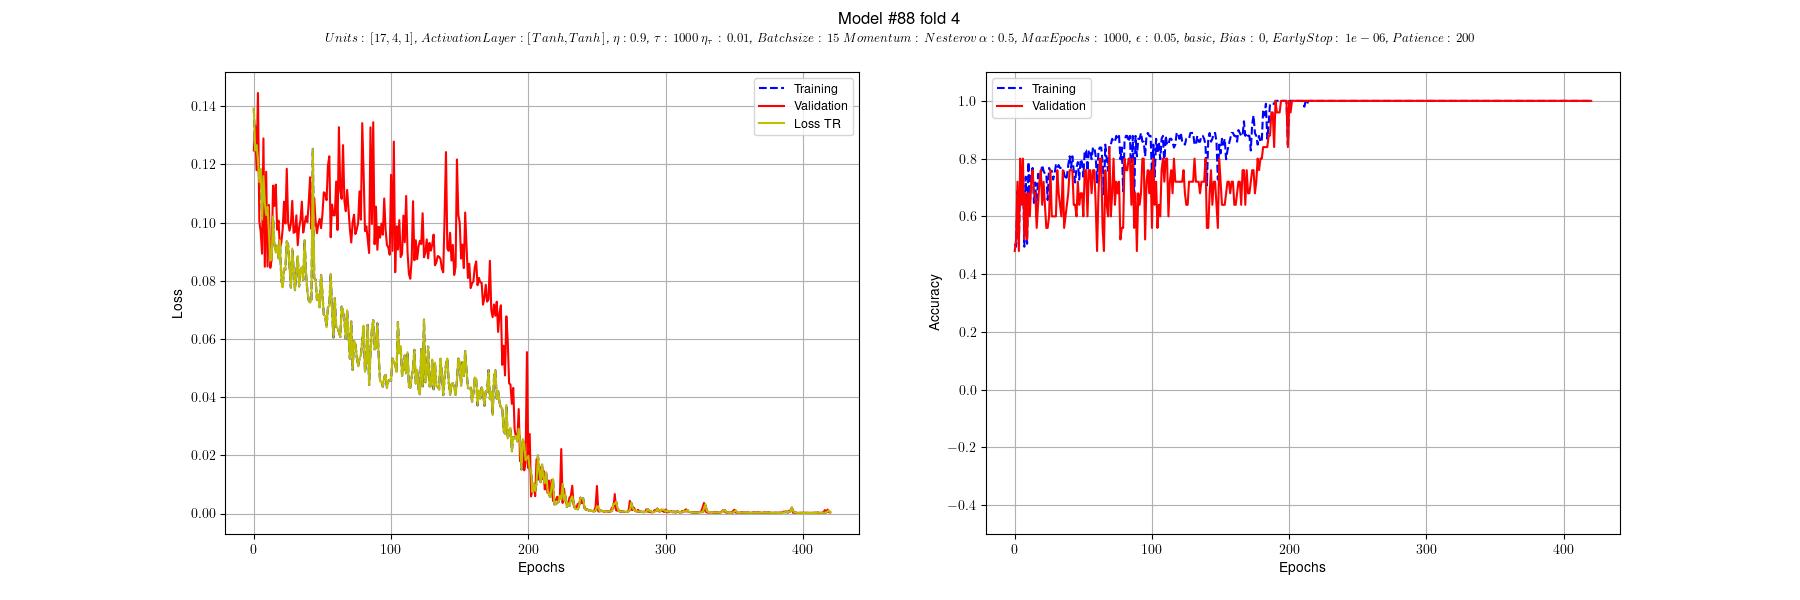 Model #88 fold 4
Units : [17, 4, 1], ActivationLayer : [Tanh, Tanh], η : 0.9, τ : 1000 ητ : 0.01, Batchsize : 15 Momentum : Nesterov α : 0.5, MaxEpochs : 1000, ϵ : 0.05, basic, Bias : 0, EarlyStop : 1e − 06, Patience : 200
Training
Validation
Loss TR
0.14
0.12
0.10
0.08
0.06
0.04
0.02
0.00
Loss
0 100 200 300 400
Epochs
Training
Validation
1.0
0.8
0.6
0.4
0.2
0.0
−0.2
−0.4
Accuracy
0 100 200 300 400
Epochs